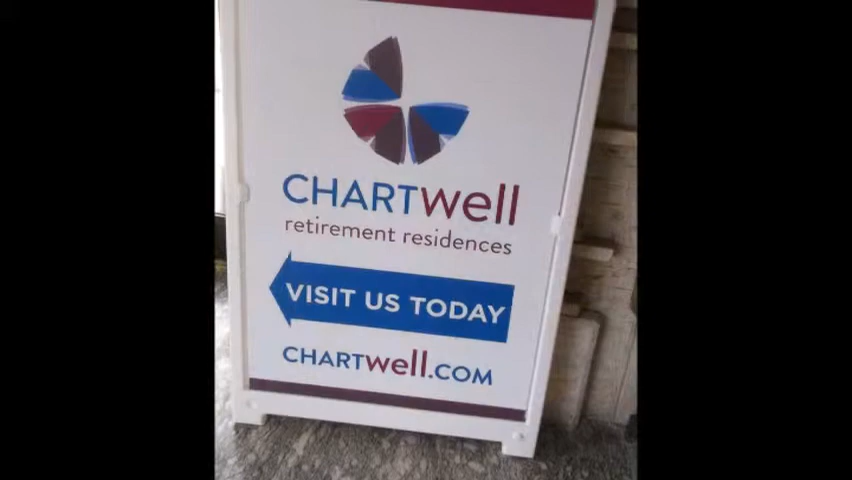 CHARTwell
retirement residences
VISIT US TODAY
CHARTwell.COM